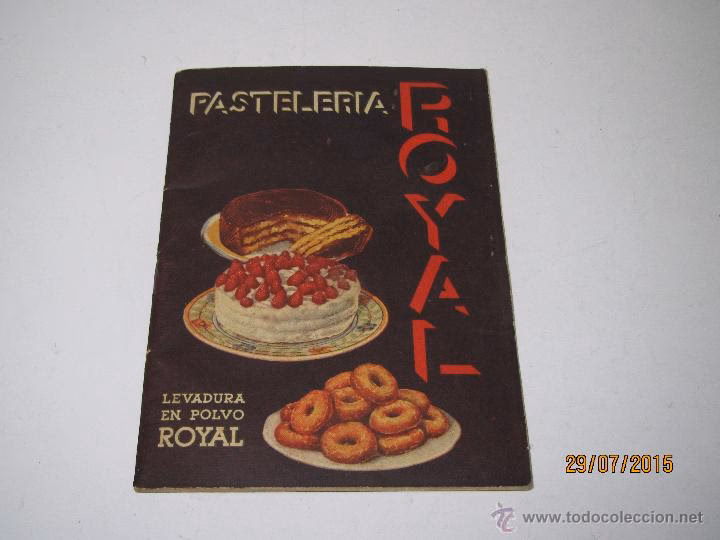 PASTELERIA
ROYAL
LEVADURA
EN POLVO
ROYAL
29/07/2015
© www.todocoleccion.net